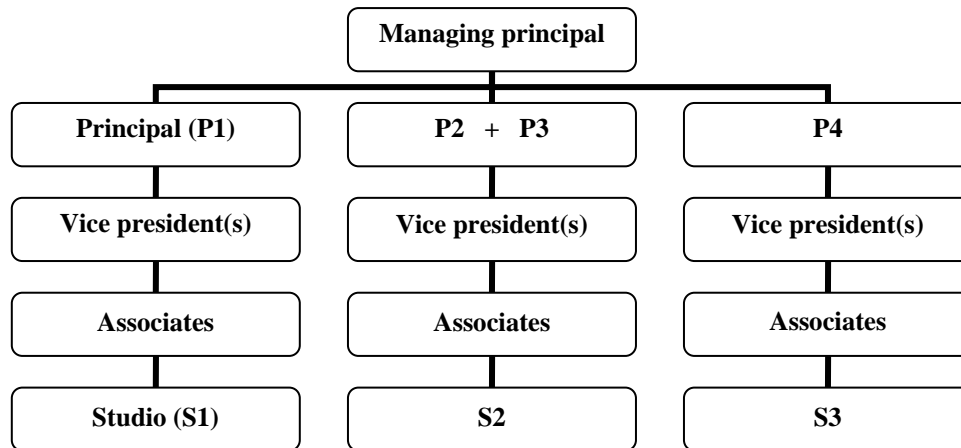 Managing principal
Principal (P1)
P2 + P3
P4
Vice president(s)
Vice president(s)
Vice president(s)
Associates
Associates
Associates
Studio (S1)
S2
S3